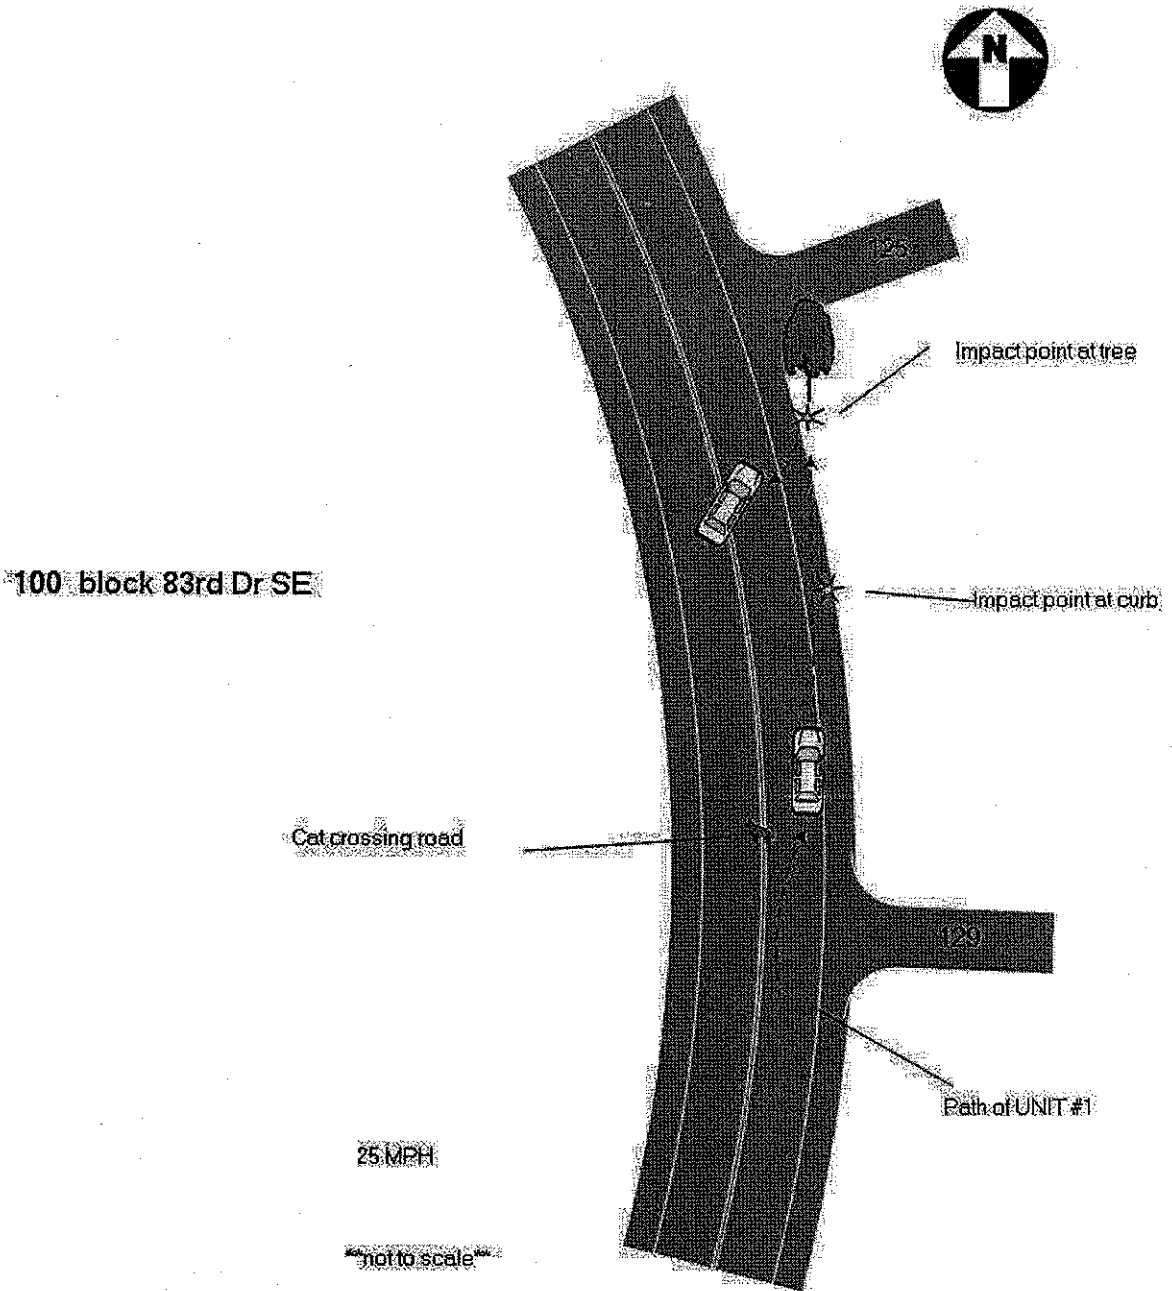 N
125
Impact point at tree
100 block 83rd Dr SE
Impact point at curb
Cat crossing road
129
Path of UNIT #1
25 MPH
**not to scale**